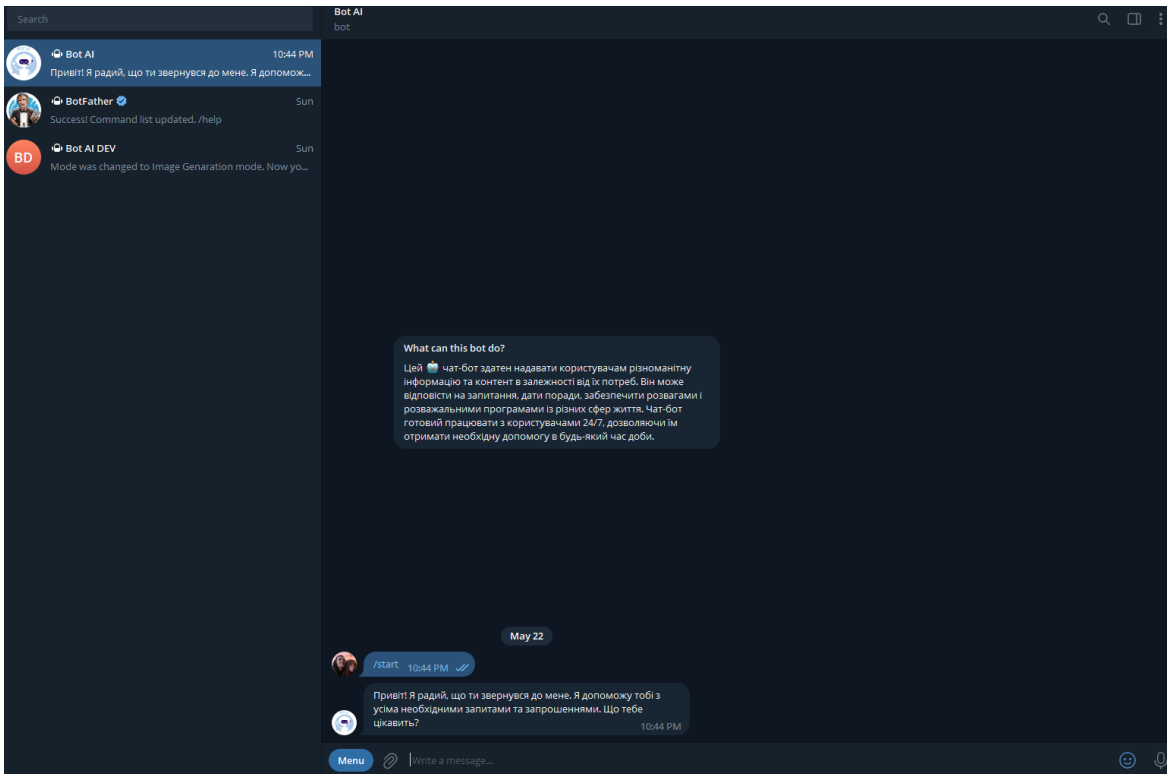 Search
Bot AI
10:44 PM
Привіт! Я радий, що ти звернувся до мене. Я допомож...
BotFather
Sun
Success! Command list updated. /help
BD
Bot AI DEV
Sun
Mode was changed to Image Genaration mode. Now yo...
Bot AI
bot
What can this bot do?
Цей чат-бот здатен надавати користувачам різноманітну
інформацію та контент в залежності від їх потреб. Він може
відповісти на запитання, дати поради, забезпечити розвагами і
розважальними програмами із різних сфер життя. Чат-бот
готовий працювати з користувачами 24/7, дозволяючи їм
отримати необхідну допомогу в будь-який час доби.
May 22
/start 10:44 PM
Привіт! Я радий, що ти звернувся до мене. Я допоможу тобі з
усіма необхідними запитами та запрошеннями. Що тебе
цікавить?
10:44 PM
Menu
Write a message...